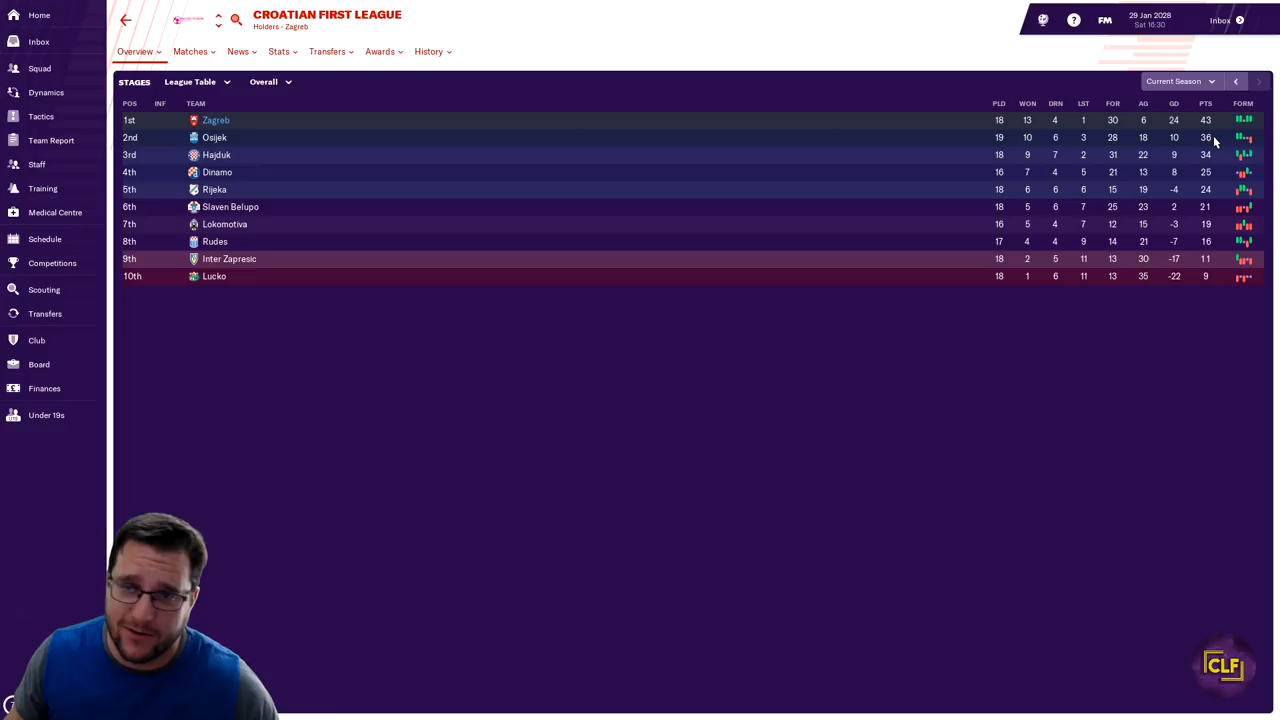 Home
Inbox
Squad
Dynamics
Tactics
Team Report
Staff
Training
Medical Centre
Schedule
Competitions
Scouting
Transfers
Club
Board
Finances
Under 19s
CROATIAN FIRST LEAGUE
Holders - Zagreb
FM 29 Jan 2028 Inbox
Sat 16:30
Overview Matches News Stats Transfers Awards History
STAGES League Table Overall Current Season
POS INF TEAM PLD WON DRN LST FOR AG GD PTS FORM
1st Zagreb 18 13 4 1 30 6 24 43
2nd Osijek 19 10 6 3 28 18 10 36
3rd Hajduk 18 9 7 2 31 22 9 34
4th Dinamo 16 7 4 5 21 13 8 25
5th Rijeka 18 6 6 6 15 19 -4 24
6th Slaven Belupo 18 5 6 7 25 23 2 21
7th Lokomotiva 16 5 4 7 12 15 -3 19
8th Rudes 17 4 4 9 14 21 -7 16
9th Inter Zapresic 18 2 5 11 13 30 -17 11
10th Lucko 18 1 6 11 13 35 -22 9
CLF